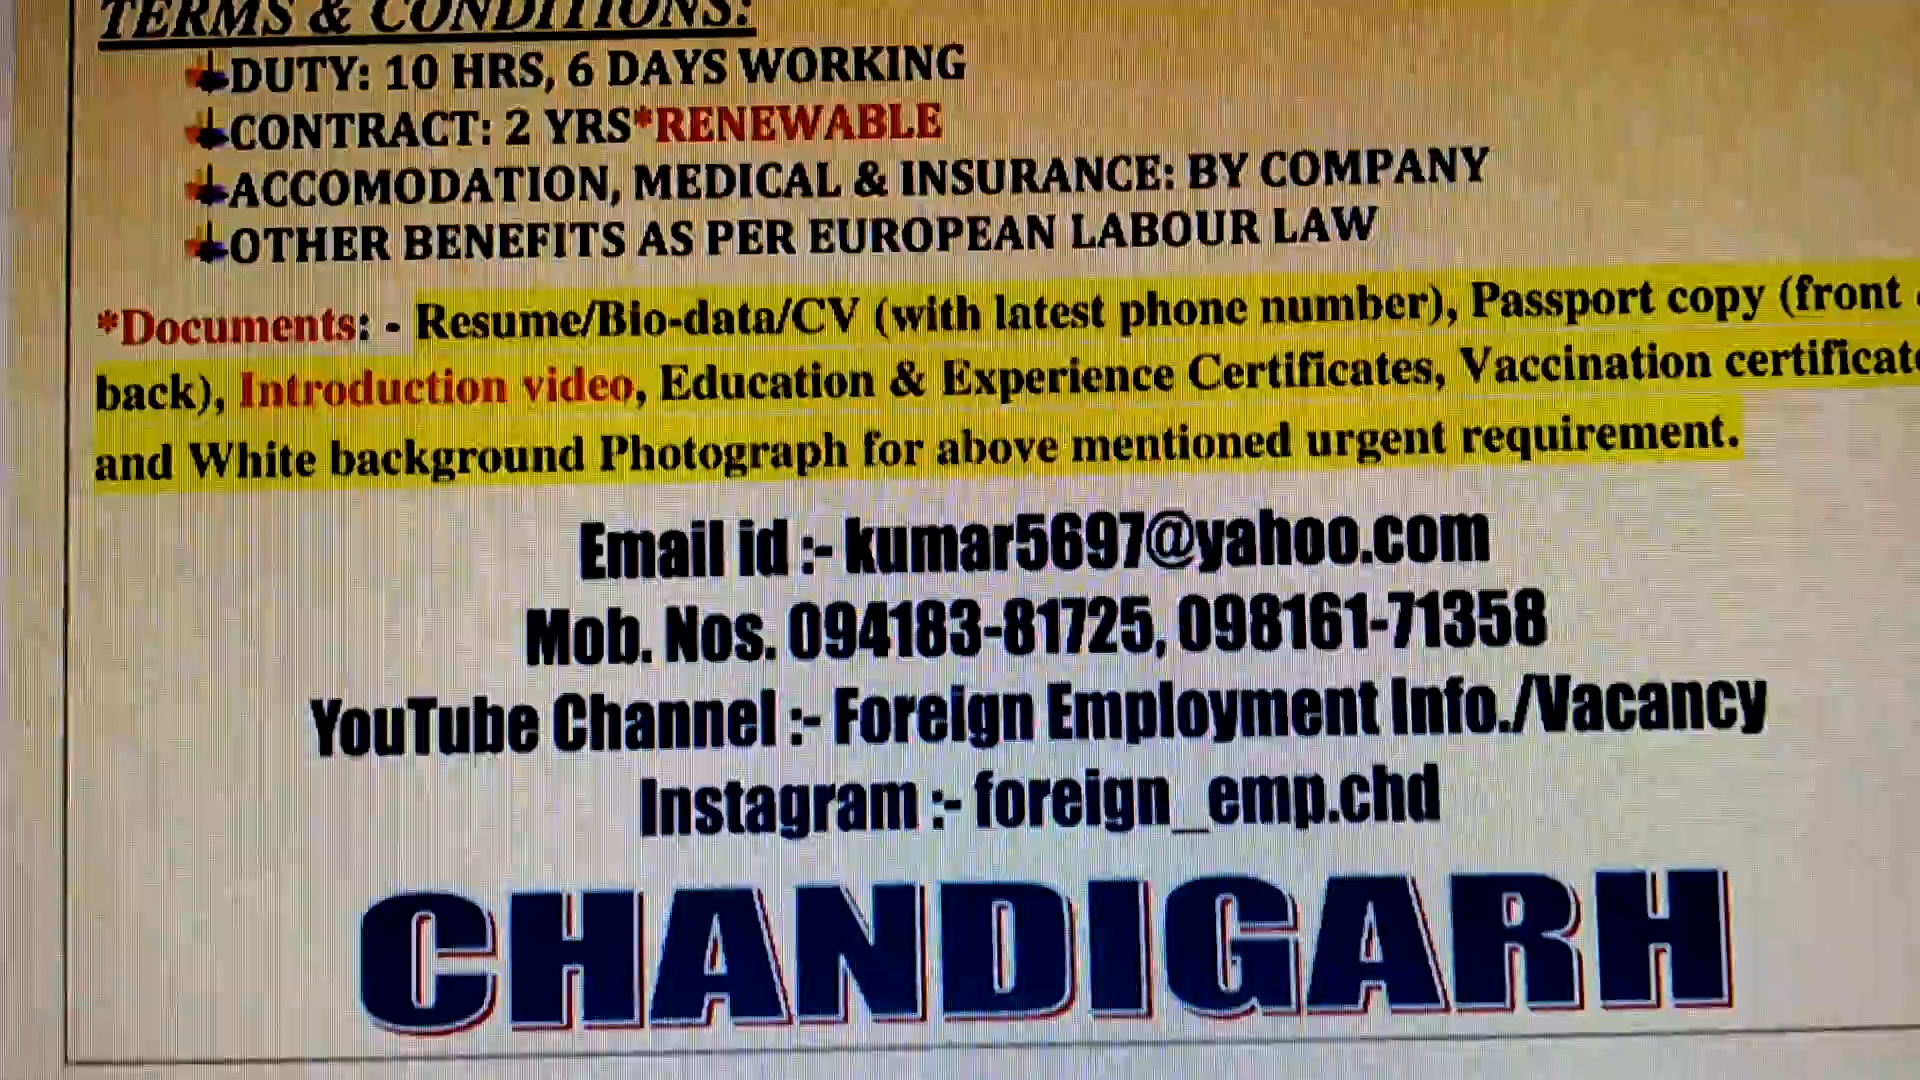 TERMS & CONDITIONS:
DUTY: 10 HRS, 6 DAYS WORKING
CONTRACT: 2 YRS*RENEWABLE
ACCOMODATION, MEDICAL & INSURANCE: BY COMPANY
OTHER BENEFITS AS PER EUROPEAN LABOUR LAW
*Documents: - Resume/Bio-data/CV (with latest phone number), Passport copy (front
back), Introduction video, Education & Experience Certificates, Vaccination certificate
and White background Photograph for above mentioned urgent requirement.
Email id :- kumar5697@yahoo.com
Mob. Nos. 094183-81725, 098161-71358
YouTube Channel :- Foreign Employment Info./Vacancy
Instagram :- foreign_emp.chd
CHANDIGARH